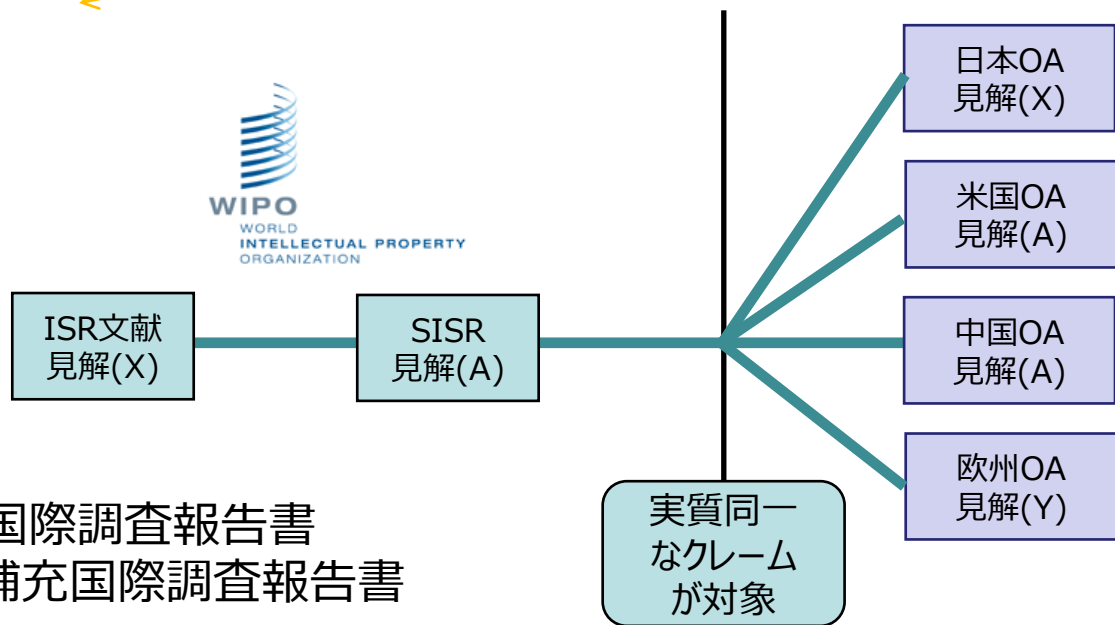 WIPO
WORLD
INTELLECTUAL PROPERTY
ORGANIZATION
ISR文献
見解(X)
SISR
見解(A)
日本OA
見解(X)
米国OA
見解(A)
中国OA
見解(A)
欧州OA
見解(Y)
実質同一
なクレーム
が対象
国際調査報告書
補充国際調査報告書